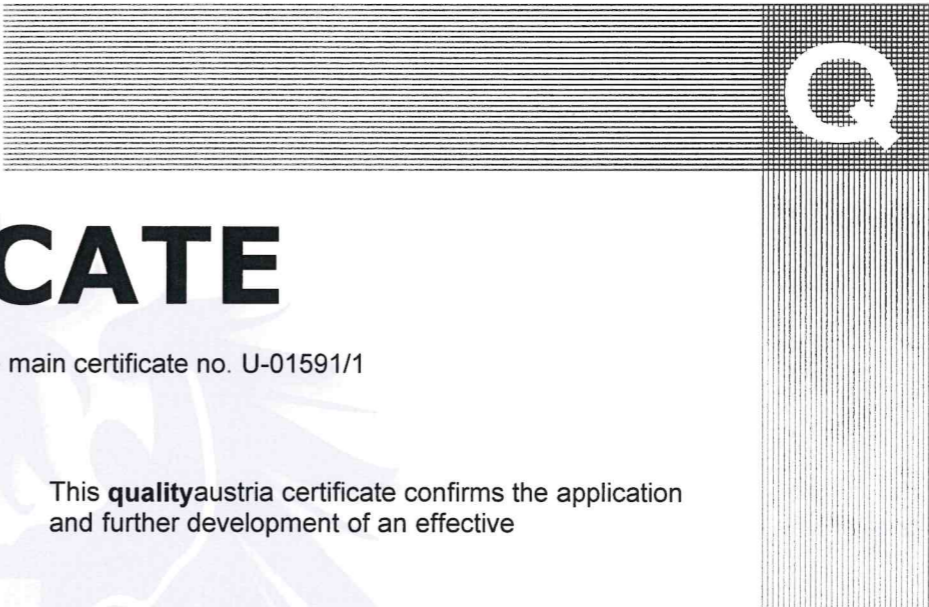 Q
CATE
main certificate no. U-01591/1
This qualityaustria certificate confirms the application
and further development of an effective